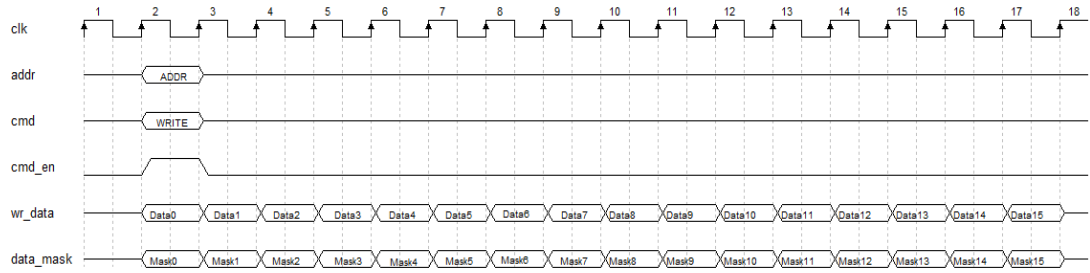 1 2 3 4 5 6 7 8 9 10 11 12 13 14 15 16 17 18
clk
addr ADDR
cmd WRITE
cmd_en
wr_data Data0 Data1 Data2 Data3 Data4 Data5 Data6 Data7 Data8 Data9 Data10 Data11 Data12 Data13 Data14 Data15
data_mask Mask0 Mask1 Mask2 Mask3 Mask4 Mask5 Mask6 Mask7 Mask8 Mask9 Mask10 Mask11 Mask12 Mask13 Mask14 Mask15